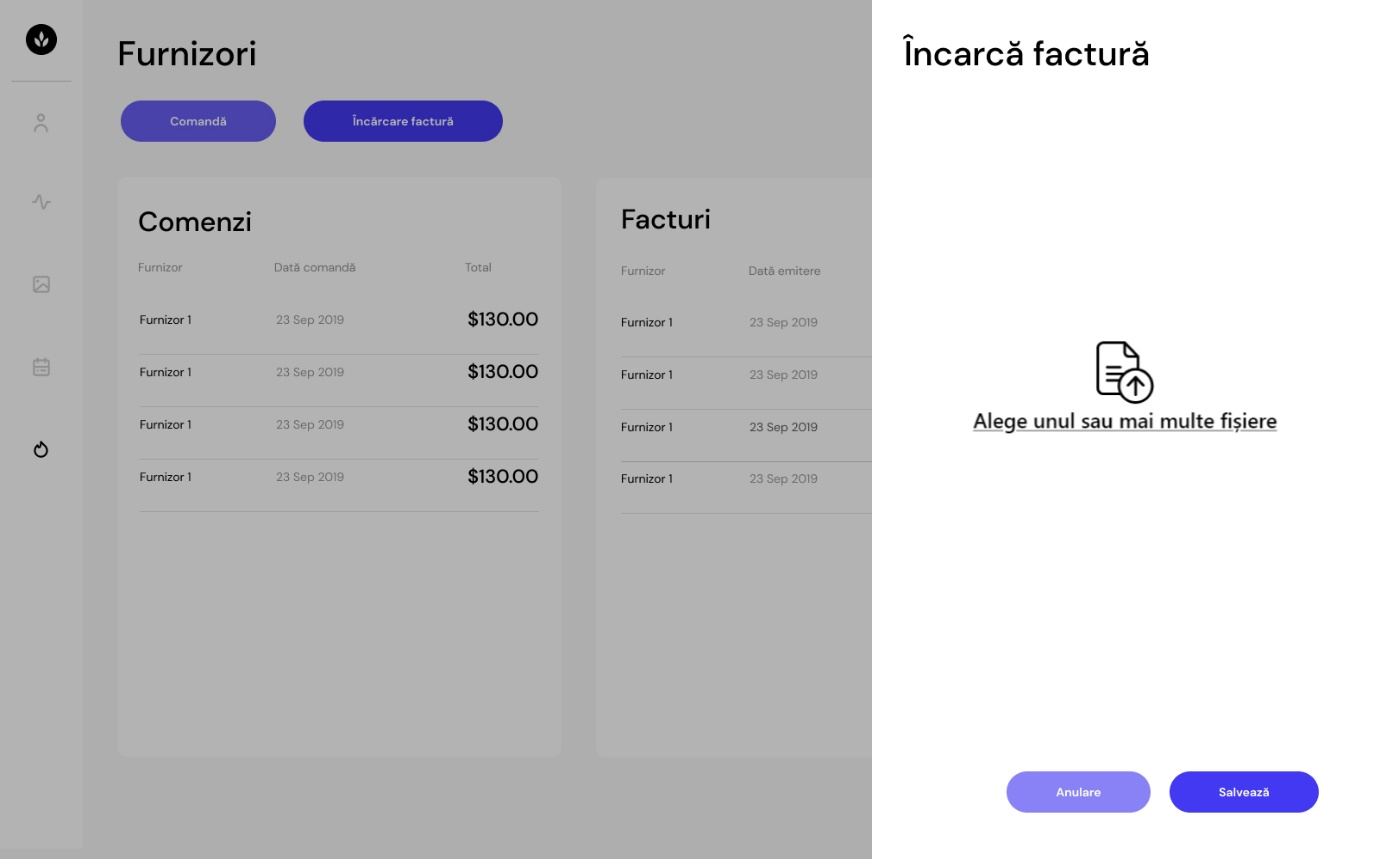 Furnizori
Comandă
Încărcare factură
Comenzi
Furnizor Dată comandă Total
Furnizor 1 23 Sep 2019 $130.00
Furnizor 1 23 Sep 2019 $130.00
Furnizor 1 23 Sep 2019 $130.00
Furnizor 1 23 Sep 2019 $130.00
Facturi
Furnizor Dată emitere
Furnizor 1 23 Sep 2019
Furnizor 1 23 Sep 2019
Furnizor 1 23 Sep 2019
Furnizor 1 23 Sep 2019
Încarcă factură
Alege unul sau mai multe fișiere
Anulare
Salvează